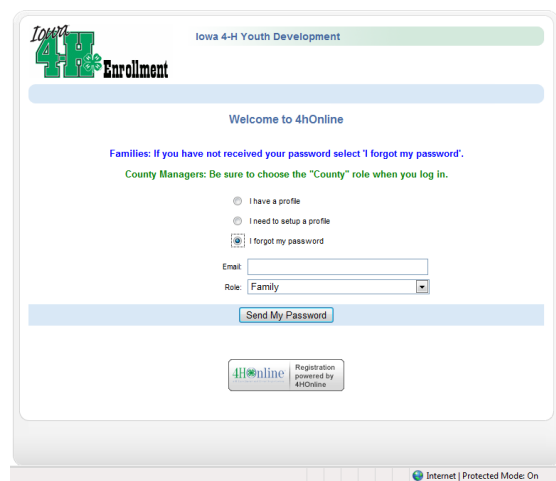 Iowa
4-H
Enrollment
Iowa 4-H Youth Development
Welcome to 4hOnline
Families: If you have not received your password select 'I forgot my password'.
County Managers: Be sure to choose the "County" role when you log in.
I have a profile
I need to setup a profile
I forgot my password
Email:
Role: Family
Send My Password
4HOnline
Registration
powered by
4HOnline
Internet | Protected Mode: On